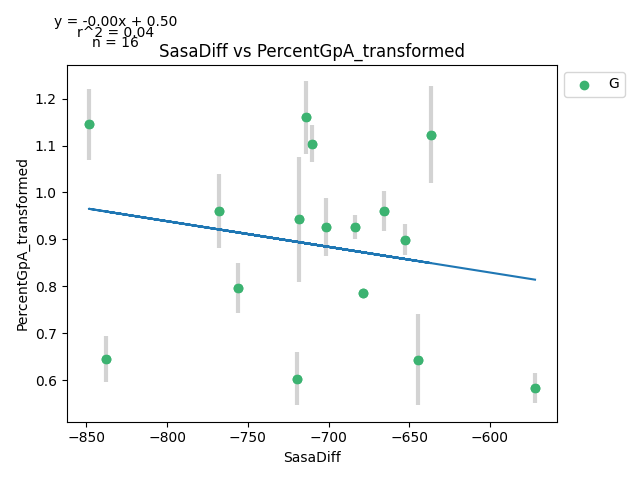 y = -0.00x + 0.50
r^2 = 0.04
n = 16
SasaDiff vs PercentGpA_transformed
G
PercentGpA_transformed
1.2
1.1
1.0
0.9
0.8
0.7
0.6
−850
−800
−750
−700
−650
−600
SasaDiff